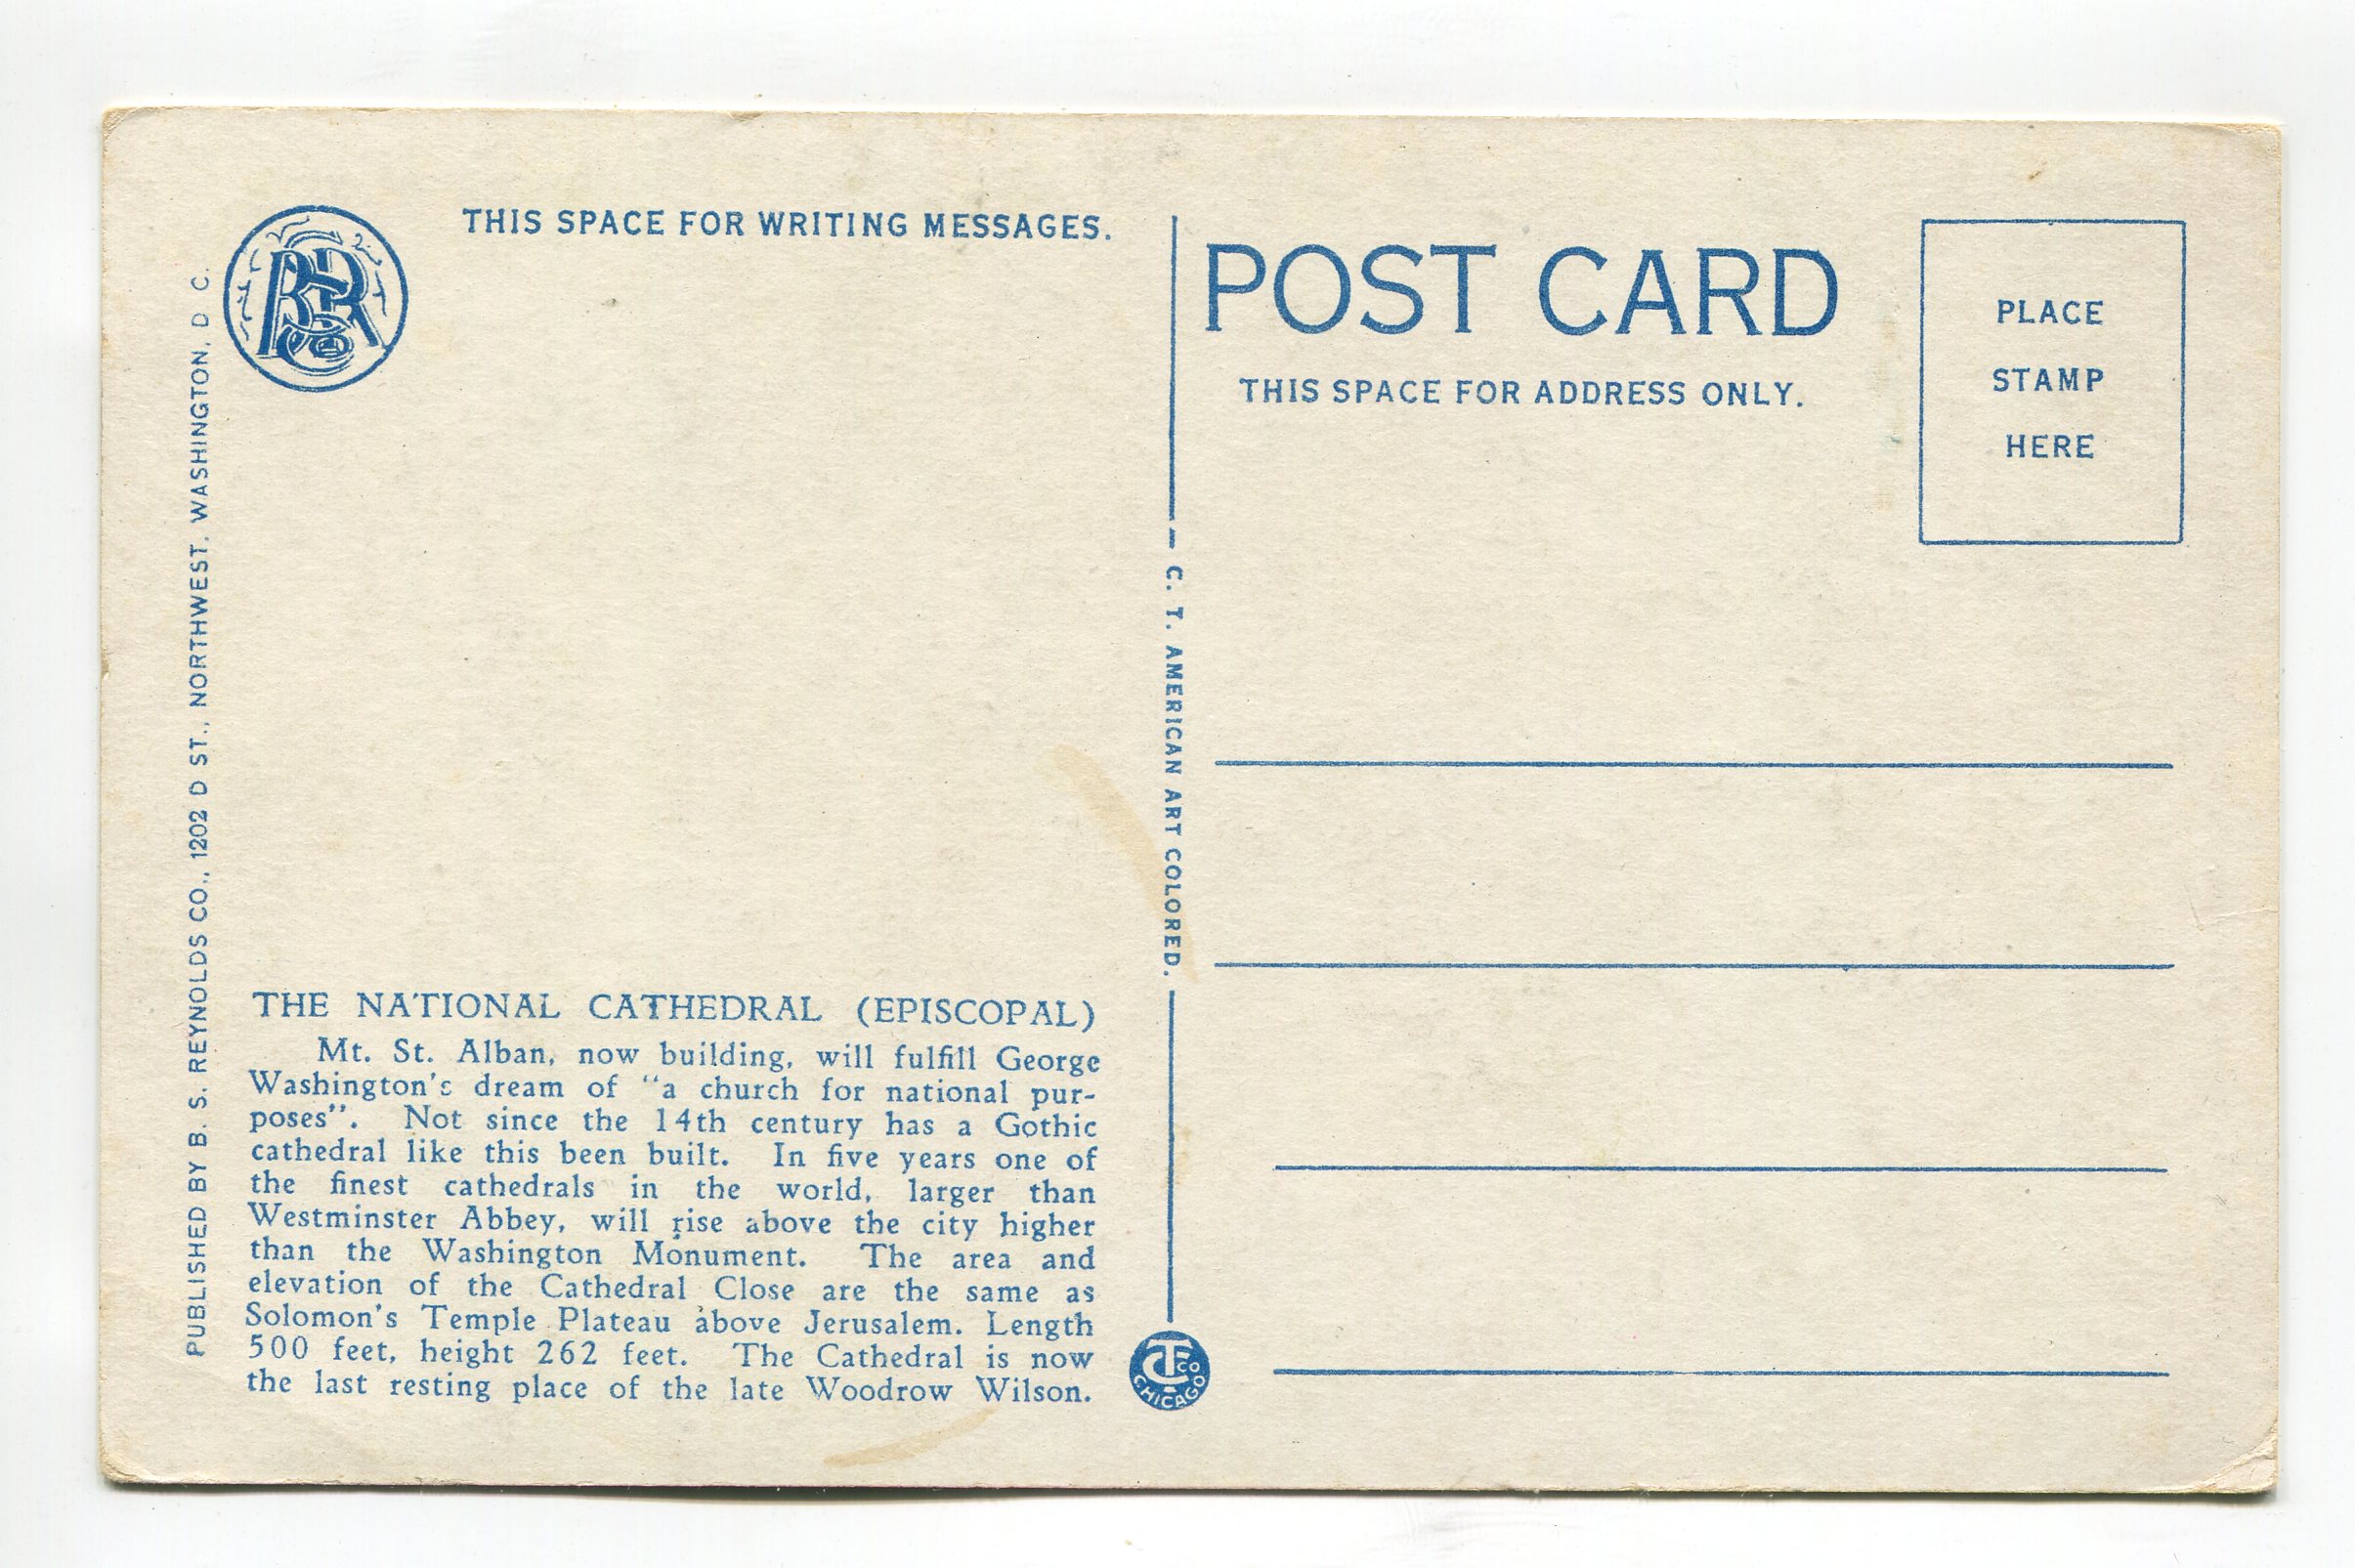 THIS SPACE FOR WRITING MESSAGES.
PUBLISHED BY B. S. REYNOLDS CO., 1202 D ST., NORTHWEST, WASHINGTON, D C.
THE NATIONAL CATHEDRAL (EPISCOPAL)
Mt. St. Alban, now building, will fulfill George
Washington's dream of "a church for national pur-
poses". Not since the 14th century has a Gothic
cathedral like this been built. In five years one of
the finest cathedrals in the world, larger than
Westminster Abbey, will rise above the city higher
than the Washington Monument. The area and
elevation of the Cathedral Close are the same as
Solomon's Temple Plateau above Jerusalem. Length
500 feet, height 262 feet. The Cathedral is now
the last resting place of the late Woodrow Wilson.
C. T. AMERICAN ART COLORED.
CT CO
CHICAGO
POST CARD
THIS SPACE FOR ADDRESS ONLY.
PLACE
STAMP
HERE